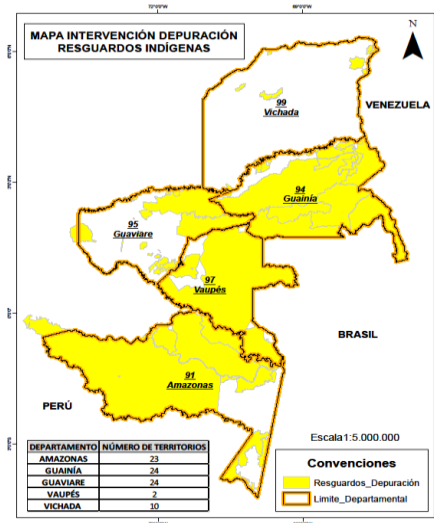 MAPA INTERVENCIÓN DEPURACIÓN
RESGUARDOS INDÍGENAS
N
VENEZUELA
99
Vichada
94
Guainía
95
Guaviare
97
Vaupés
BRASIL
91
Amazonas
PERÚ
Escala1:5.000.000
DEPARTAMENTO NÚMERO DE TERRITORIOS
AMAZONAS 23
GUAINÍA 24
GUAVIARE 24
VAUPÉS 2
VICHADA 10
Convenciones
Resguardos_Depuración
Limite_Departamental